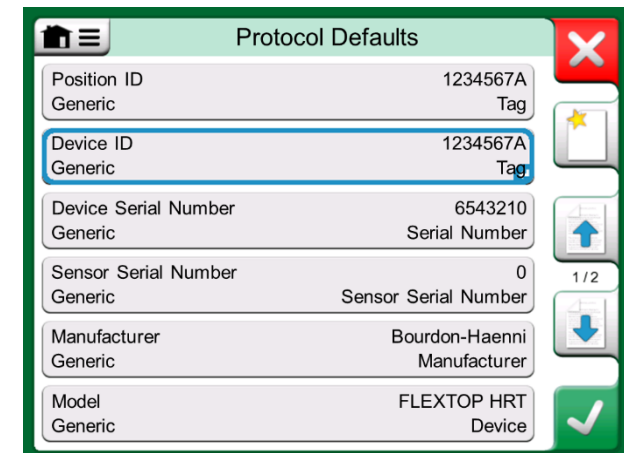 Protocol Defaults
Position ID 1234567A
Generic Tag
Device ID 1234567A
Generic Tag
Device Serial Number 6543210
Generic Serial Number
Sensor Serial Number 0
Generic Sensor Serial Number
1/2
Manufacturer Bourdon-Haenni
Generic Manufacturer
Model FLEXTOP HRT
Generic Device